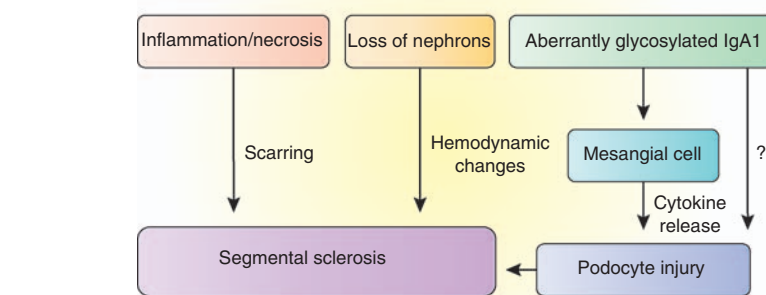 Inflammation/necrosis
Loss of nephrons
Aberrantly glycosylated IgA1
Scarring
Hemodynamic
changes
Mesangial cell
?
Cytokine
release
Segmental sclerosis
Podocyte injury